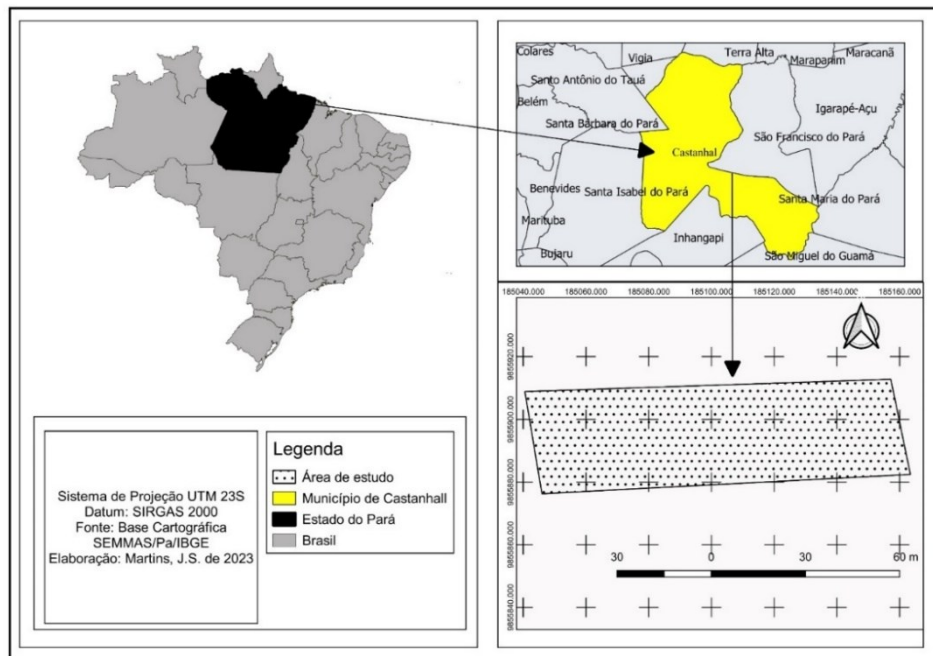 Colares
Vigia
Terra Alta
Maracanã
Marapanim
Santo Antônio do Tauá
Belém
Igarapé-Açu
Santa Bárbara do Pará
São Francisco do Pará
Castanhal
Benevides
Santa Isabel do Pará
Santa Maria do Pará
Marituba
Inhangapi
Bujaru
São Miguel do Guamá
185040.000 185060.000 185080.000 185100.000 185120.000 185140.000 185160.000
9855920.000
9855900.000
9855880.000
9855860.000
9855840.000
30 0 30 60 m
Sistema de Projeção UTM 23S
Datum: SIRGAS 2000
Fonte: Base Cartográfica
SEMMAS/Pa/IBGE
Elaboração: Martins, J.S. de 2023
Legenda
Área de estudo
Município de Castanhall
Estado do Pará
Brasil